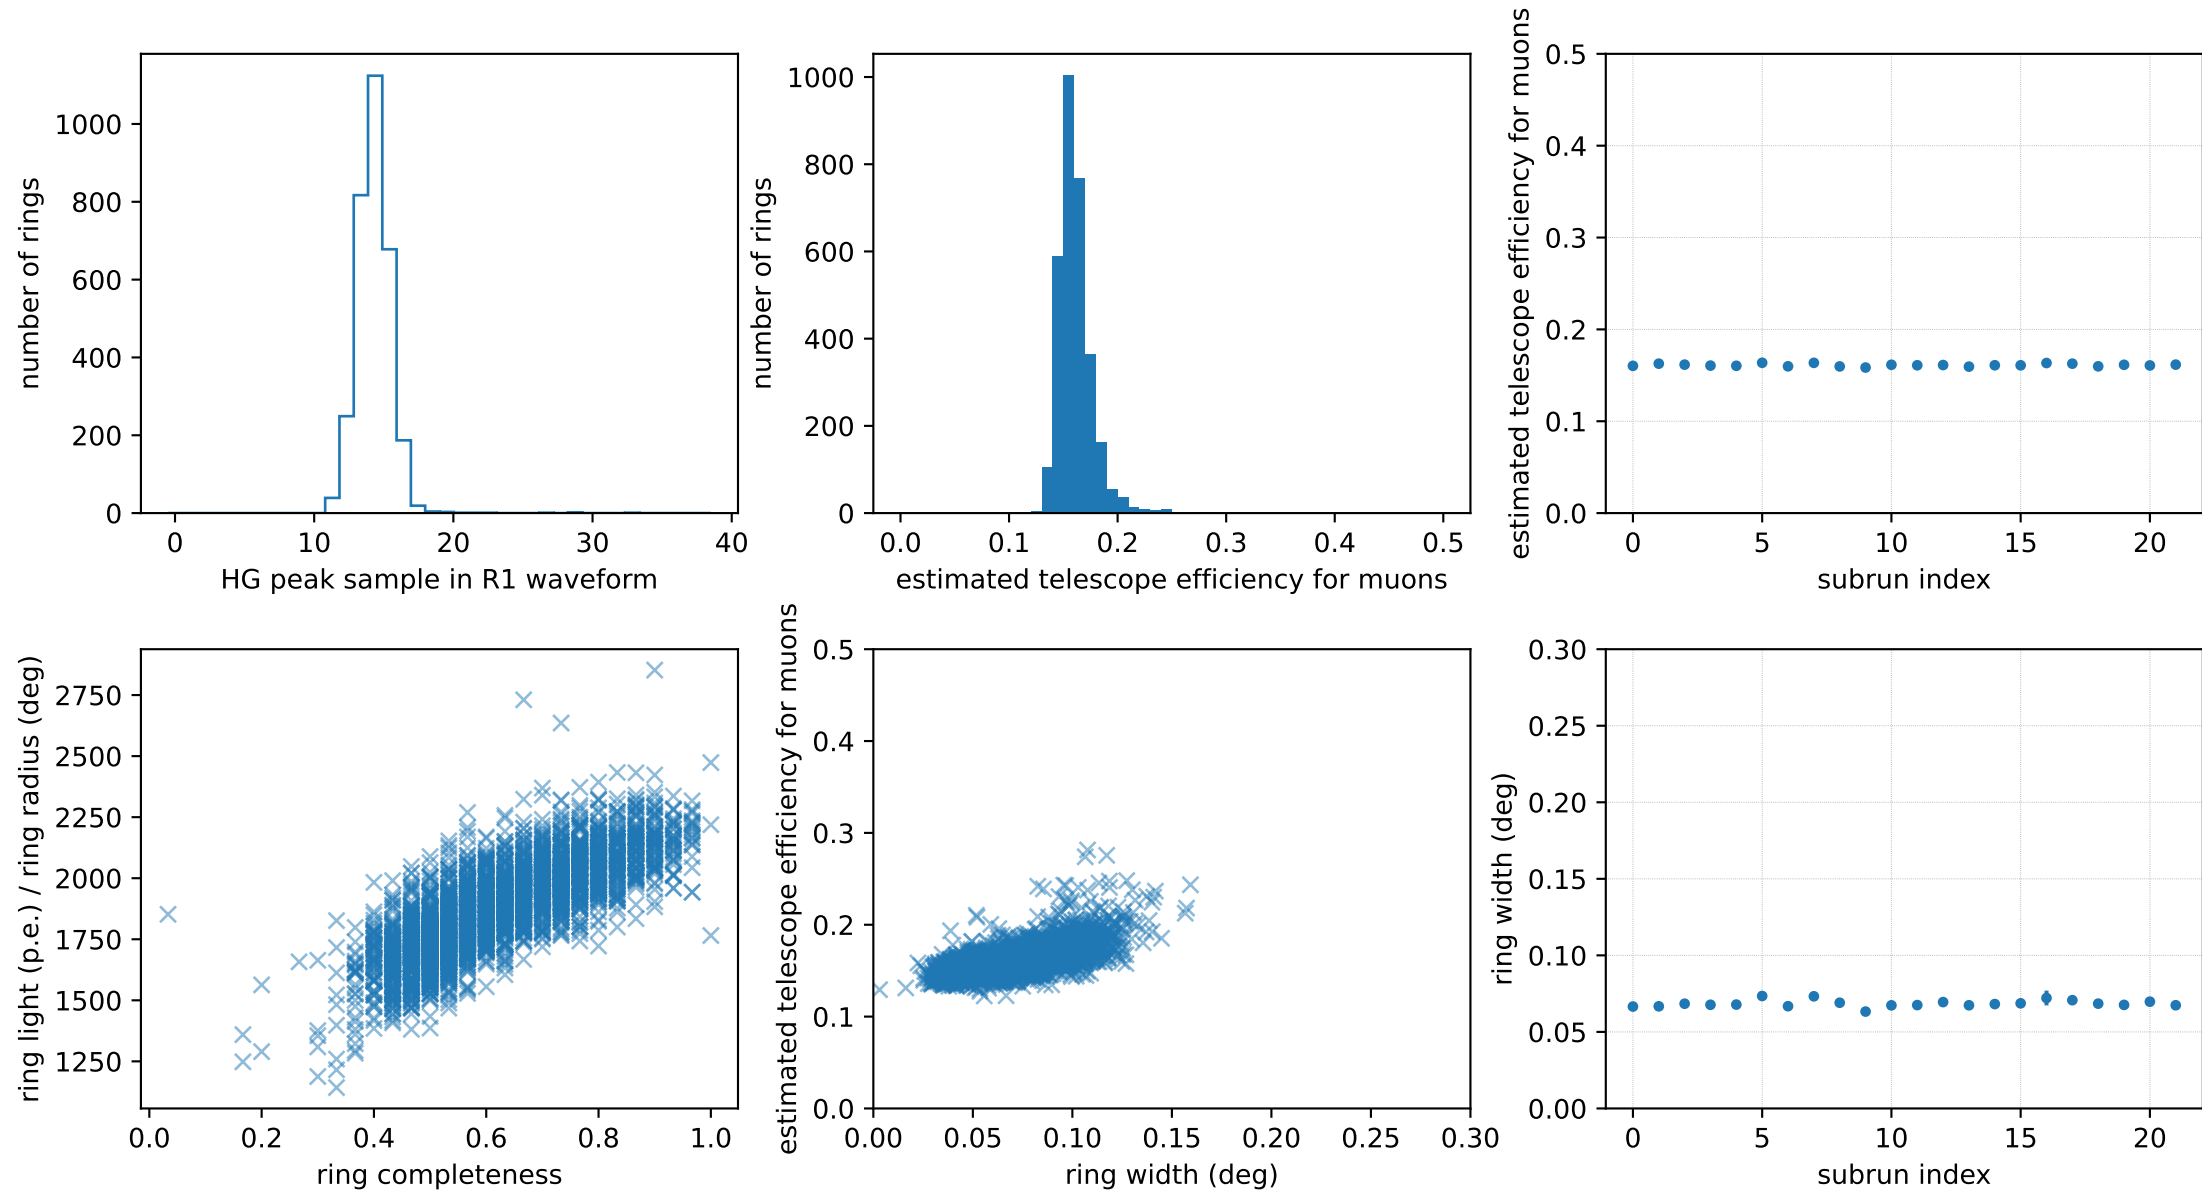 number of rings
1000
800
600
400
200
0
0 10 20 30 40
HG peak sample in R1 waveform
number of rings
1000
800
600
400
200
0
0.0 0.1 0.2 0.3 0.4 0.5
estimated telescope efficiency for muons
estimated telescope efficiency for muons
0.5
0.4
0.3
0.2
0.1
0.0
0 5 10 15 20
subrun index
ring light (p.e.) / ring radius (deg)
2750
2500
2250
2000
1750
1500
1250
0.0 0.2 0.4 0.6 0.8 1.0
ring completeness
estimated telescope efficiency for muons
0.5
0.4
0.3
0.2
0.1
0.0
0.00 0.05 0.10 0.15 0.20 0.25 0.30
ring width (deg)
ring width (deg)
0.30
0.25
0.20
0.15
0.10
0.05
0.00
0 5 10 15 20
subrun index